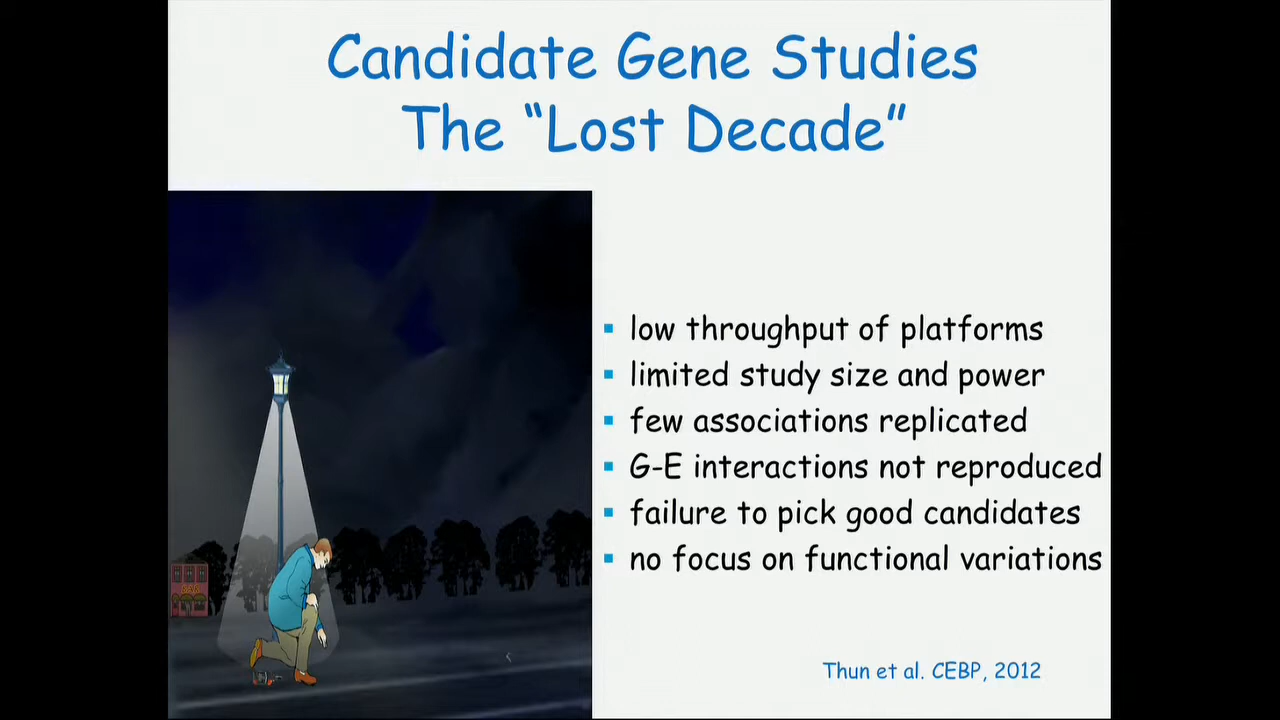 Candidate Gene Studies
The “Lost Decade”
low throughput of platforms
limited study size and power
few associations replicated
G-E interactions not reproduced
failure to pick good candidates
no focus on functional variations
Thun et al. CEBP, 2012